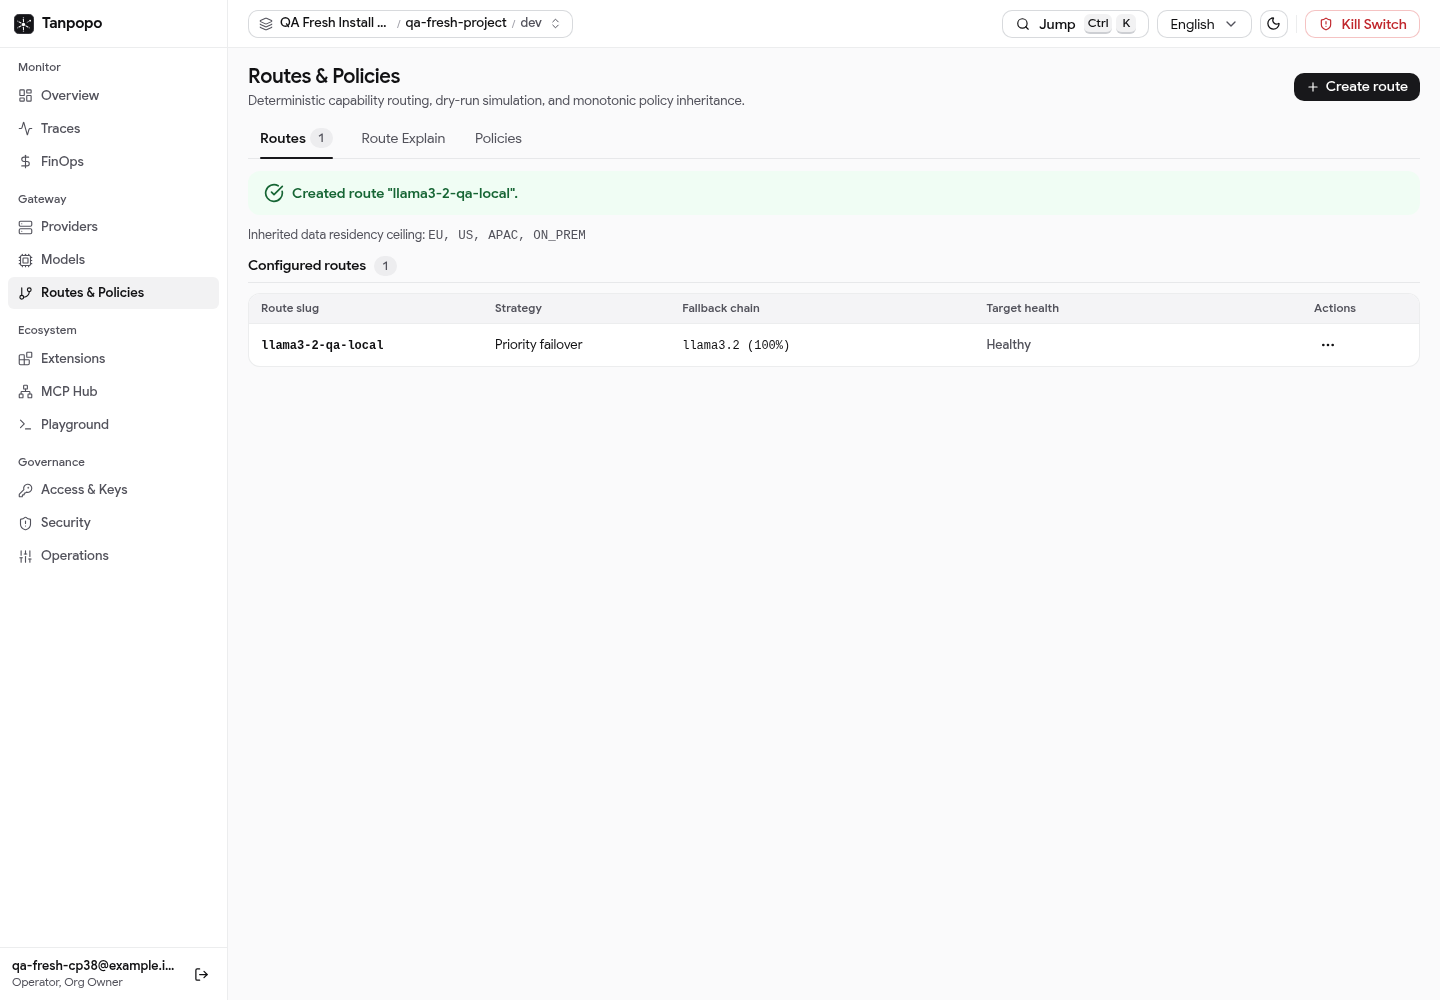 Tanpopo
QA Fresh Install ... / qa-fresh-project / dev
Jump Ctrl K
English
Kill Switch
Monitor
Overview
Traces
FinOps
Gateway
Providers
Models
Routes & Policies
Ecosystem
Extensions
MCP Hub
Playground
Governance
Access & Keys
Security
Operations
qa-fresh-cp38@example.i...
Operator, Org Owner
Routes & Policies
Deterministic capability routing, dry-run simulation, and monotonic policy inheritance.
+ Create route
Routes 1 Route Explain Policies
Created route "llama3-2-qa-local".
Inherited data residency ceiling: EU, US, APAC, ON_PREM
Configured routes 1
Route slug Strategy Fallback chain Target health Actions
llama3-2-qa-local Priority failover llama3.2 (100%) Healthy ...